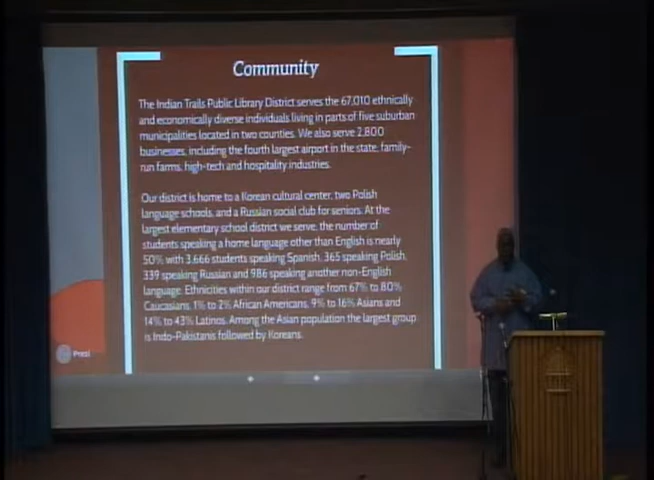 Community
The Indian Trails Public Library District serves the 67,010 ethnically
and economically diverse individuals living in parts of five suburban
municipalities located in two counties. We also serve 2,800
businesses, including the fourth largest airport in the state, family-
run farms, high-tech and hospitality industries.
Our district is home to a Korean cultural center, two Polish
language schools, and a Russian social club for seniors. At the
largest elementary school district we serve, the number of
students speaking a home language other than English is nearly
50% with 3,666 students speaking Spanish, 365 speaking Polish,
339 speaking Russian and 986 speaking another non-English
language. Ethnicities within our district range from 67% to 80%
Caucasians, 1% to 2% African Americans, 9% to 16% Asians and
14% to 43% Latinos. Among the Asian population the largest group
is Indo-Pakistanis followed by Koreans.
Prezi